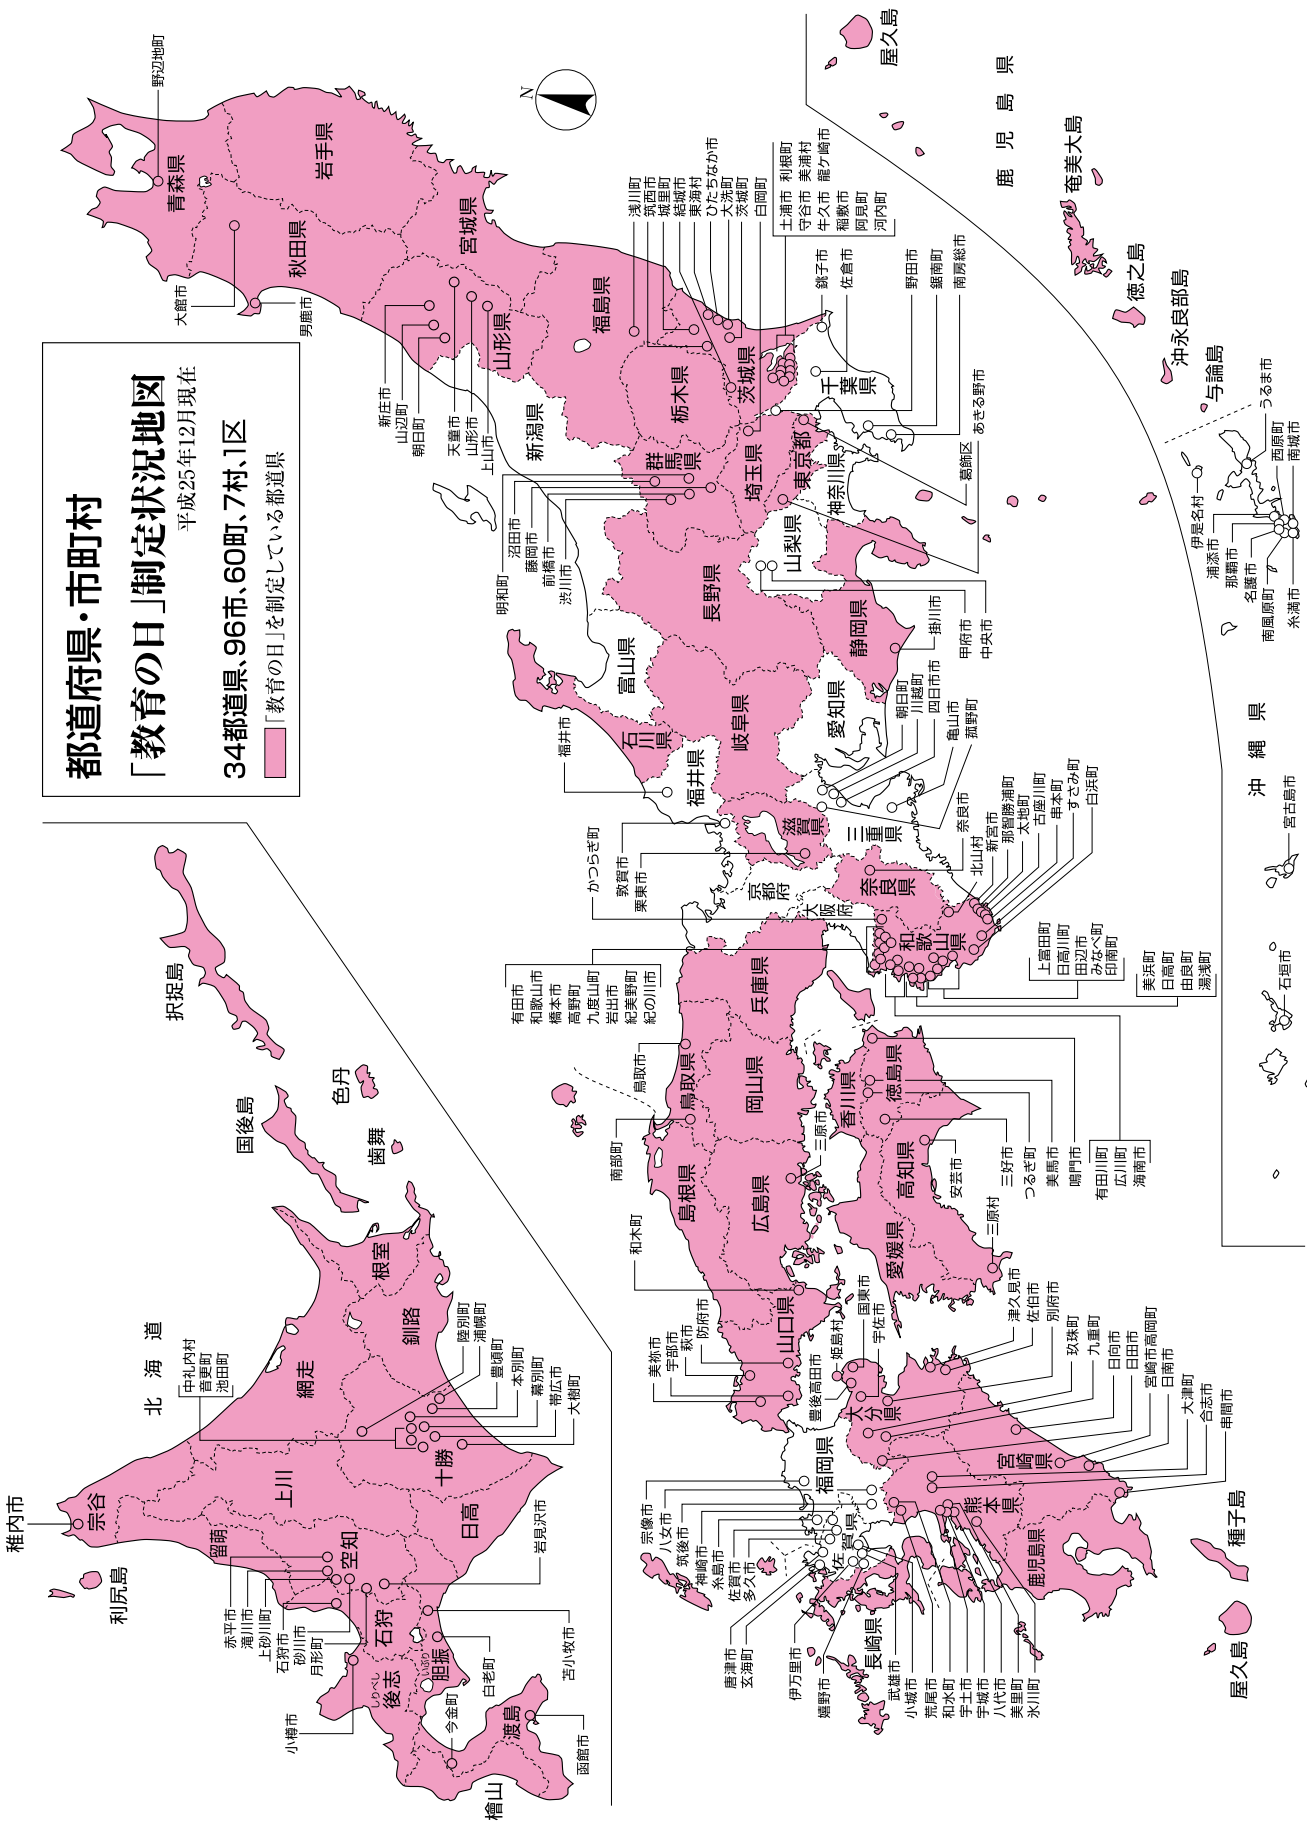 都道府県・市町村
「教育の日」制定状況地図
平成25年12月現在
34都道県、96市、60町、7村、1区
「教育の日」を制定している都道県
N
北海道
稚内市
宗谷
利尻島
留萌
上川
網走
根室
釧路
十勝
日高
空知
石狩
後志
しりべし
胆振
いぶり
渡島
檜山
択捉島
国後島
色丹
歯舞
中札内村
音更町
池田町
陸別町
浦幌町
豊頃町
本別町
幕別町
帯広市
大樹町
赤平市
滝川市
上砂川町
石狩市
砂川市
月形町
小樽市
岩見沢市
苫小牧市
白老町
今金町
函館市
青森県
野辺地町
岩手県
秋田県
大館市
男鹿市
宮城県
山形県
新庄市
山辺町
朝日町
天童市
山形市
上山市
福島県
浅川町
筑西市
城里町
結城市
東海村
ひたちなか市
大洗町
茨城町
白岡町
土浦市 利根町
守谷市 美浦村
牛久市 龍ケ崎市
稲敷市
阿見町
河内町
茨城県
栃木県
群馬県
明和町
沼田市
藤岡市
前橋市
渋川市
埼玉県
千葉県
銚子市
佐倉市
野田市
鋸南町
南房総市
東京都
葛飾区
あきる野市
神奈川県
新潟県
富山県
石川県
福井県
福井市
敦賀市
山梨県
甲府市
中央市
長野県
岐阜県
静岡県
掛川市
愛知県
三重県
朝日町
川越町
四日市市
亀山市
菰野町
滋賀県
栗東市
京都府
大阪府
兵庫県
奈良県
奈良市
和歌山県
かつらぎ町
北山村
新宮市
那智勝浦町
太地町
古座川町
串本町
すさみ町
白浜町
上富田町
日高川町
田辺市
みなべ町
印南町
美浜町
日高町
由良町
湯浅町
有田市
和歌山市
橋本市
高野町
九度山町
岩出市
紀美野町
紀の川市
有田川町
広川町
海南市
鳥取県
鳥取市
南部町
島根県
岡山県
広島県
三原市
山口県
和木町
防府市
萩市
宇部市
美祢市
香川県
徳島県
三好市
つるぎ町
美馬市
鳴門市
高知県
安芸市
三原村
愛媛県
福岡県
宗像市
八女市
筑後市
神崎市
糸島市
佐賀市
多久市
佐賀県
唐津市
玄海町
伊万里市
嬉野市
武雄市
小城市
長崎県
熊本県
荒尾市
和水町
宇土市
宇城市
八代市
美里町
氷川町
大津町
合志市
大分県
豊後高田市
姫島村
国東市
宇佐市
津久見市
佐伯市
別府市
玖珠町
九重町
日向市
日田市
宮崎県
宮崎市高岡町
日南市
串間市
鹿児島県
種子島
屋久島
鹿児島県
屋久島
奄美大島
徳之島
沖永良部島
与論島
沖縄県
うるま市
西原町
南城市
伊是名村
浦添市
那覇市
名護市
南風原町
糸満市
宮古島市
石垣市